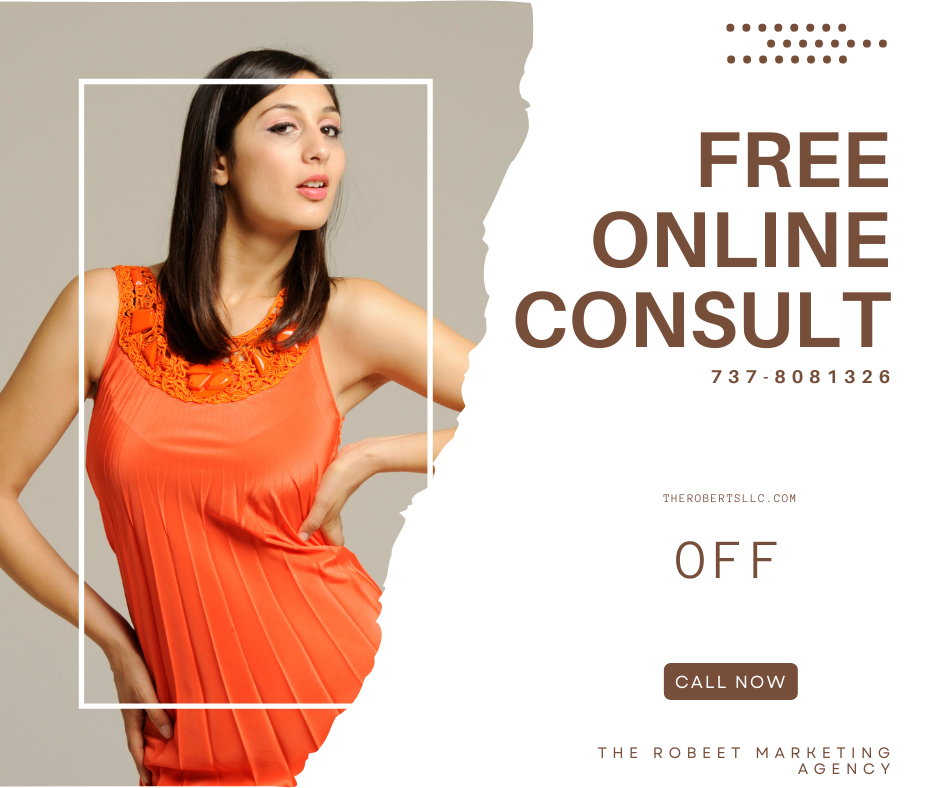 FREE
ONLINE
CONSULT
737-8081326
THEROBERTSLLC.COM
OFF
CALL NOW
THE ROBEET MARKETING
AGENCY